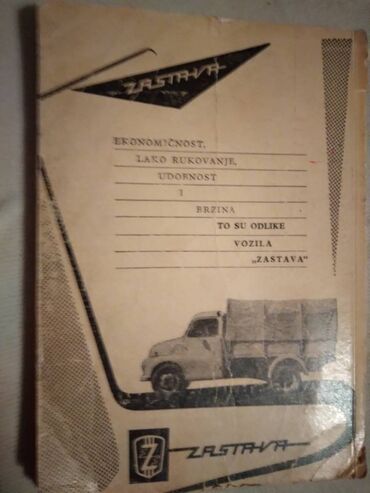 ZASTAVA
EKONOMIČNOST,
LAKO RUKOVANJE,
UDOBNOST
I
BRZINA
TO SU ODLIKE
VOZILA
„ZASTAVA"
Z
ZASTAVA